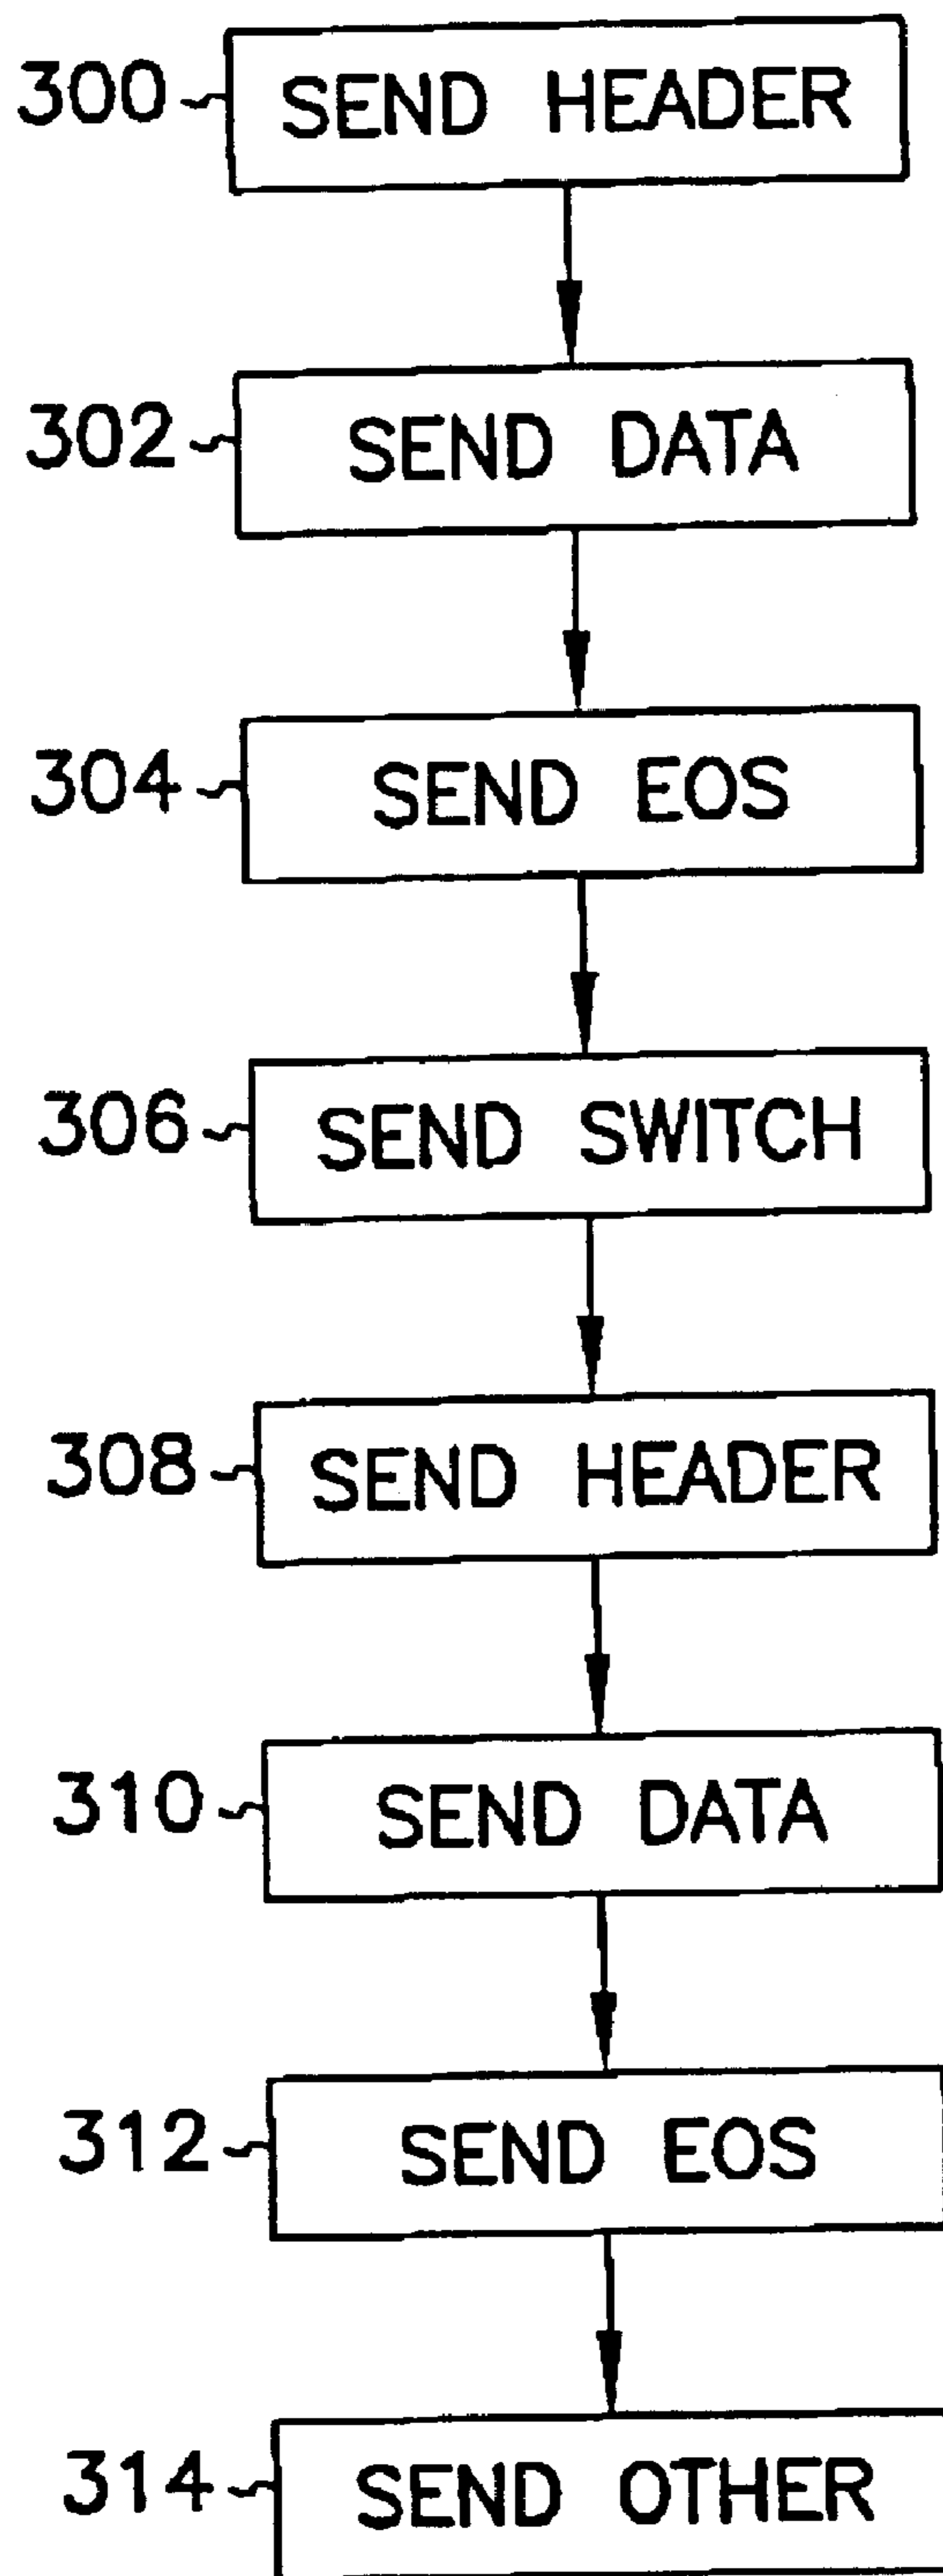 300 SEND HEADER
302 SEND DATA
304 SEND EOS
306 SEND SWITCH
308 SEND HEADER
310 SEND DATA
312 SEND EOS
314 SEND OTHER